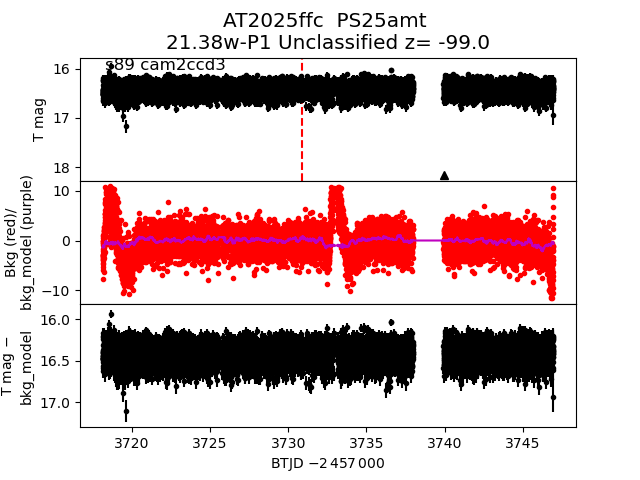 AT2025ffc PS25amt
21.38w-P1 Unclassified z= -99.0
s89 cam2ccd3
16
17
18
T mag
10
0
−10
Bkg (red)/
bkg_model (purple)
16.0
16.5
17.0
T mag −
bkg_model
3720 3725 3730 3735 3740 3745
BTJD −2 457 000